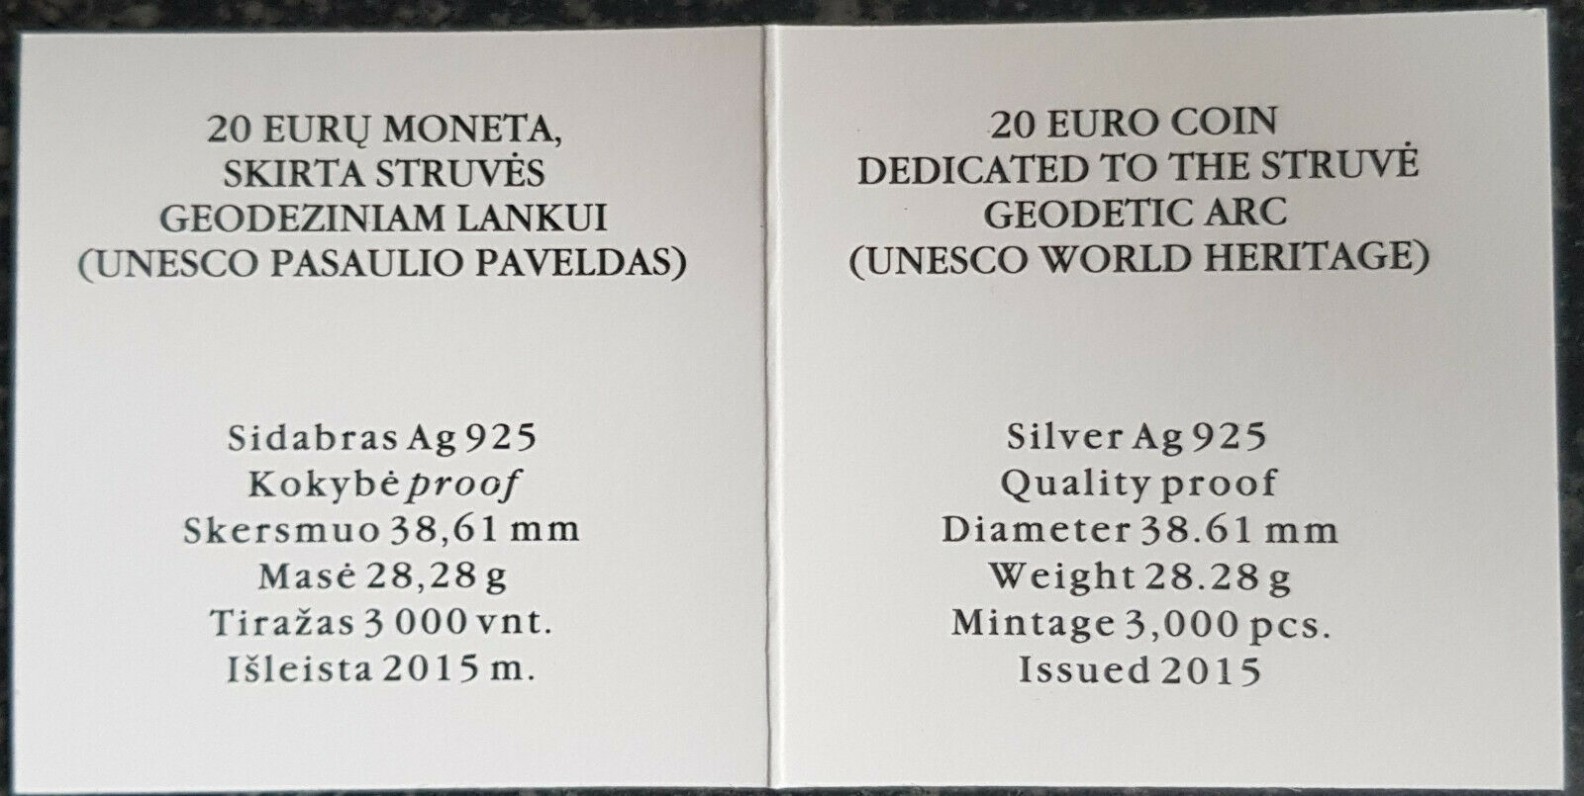 20 EURŲ MONETA,
SKIRTA STRUVĖS
GEODEZINIAM LANKUI
(UNESCO PASAULIO PAVELDAS)
Sidabras Ag 925
Kokybė proof
Skersmuo 38,61 mm
Masė 28,28 g
Tiražas 3 000 vnt.
Išleista 2015 m.
20 EURO COIN
DEDICATED TO THE STRUVĖ
GEODETIC ARC
(UNESCO WORLD HERITAGE)
Silver Ag 925
Quality proof
Diameter 38.61 mm
Weight 28.28 g
Mintage 3,000 pcs.
Issued 2015